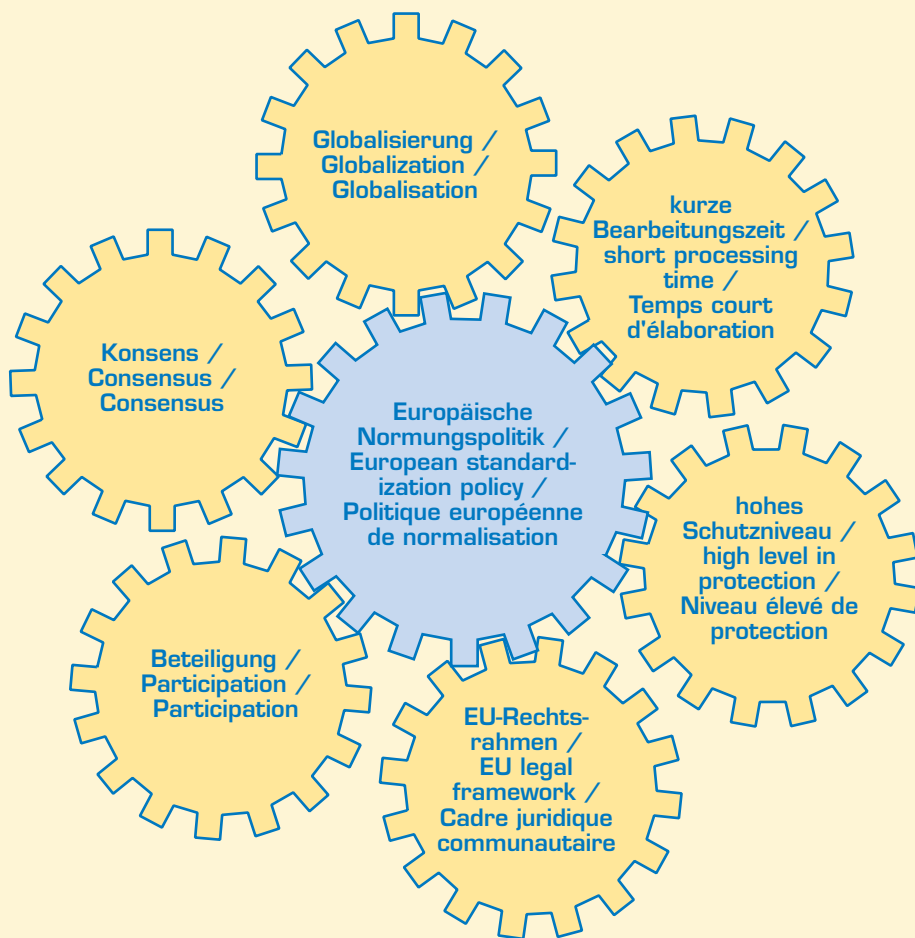 Globalisierung /
Globalization /
Globalisation
kurze
Bearbeitungszeit /
short processing
time /
Temps court
d'élaboration
Konsens /
Consensus /
Consensus
Europäische
Normungspolitik /
European standard-
ization policy /
Politique européenne
de normalisation
hohes
Schutzniveau /
high level in
protection /
Niveau élevé de
protection
Beteiligung /
Participation /
Participation
EU-Rechts-
rahmen /
EU legal
framework /
Cadre juridique
communautaire